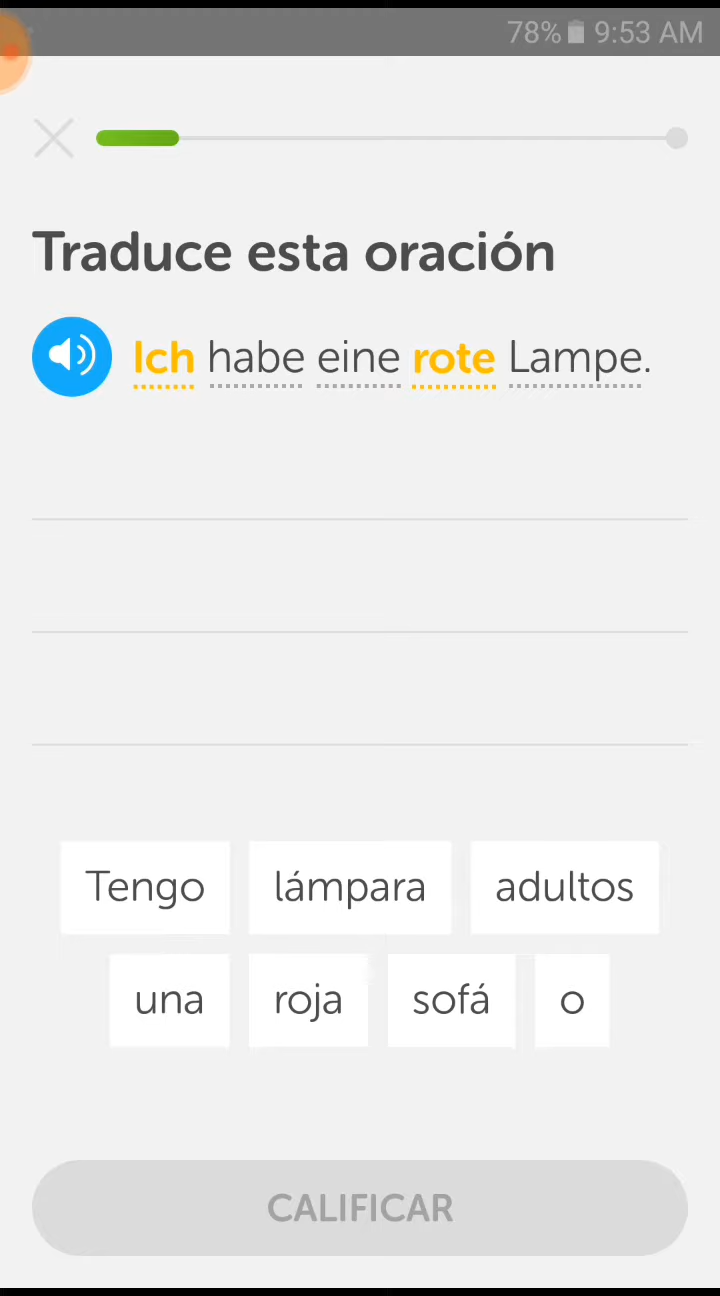 78% 9:53 AM
Traduce esta oración
Ich habe eine rote Lampe.
Tengo lámpara adultos
una roja sofá o
CALIFICAR